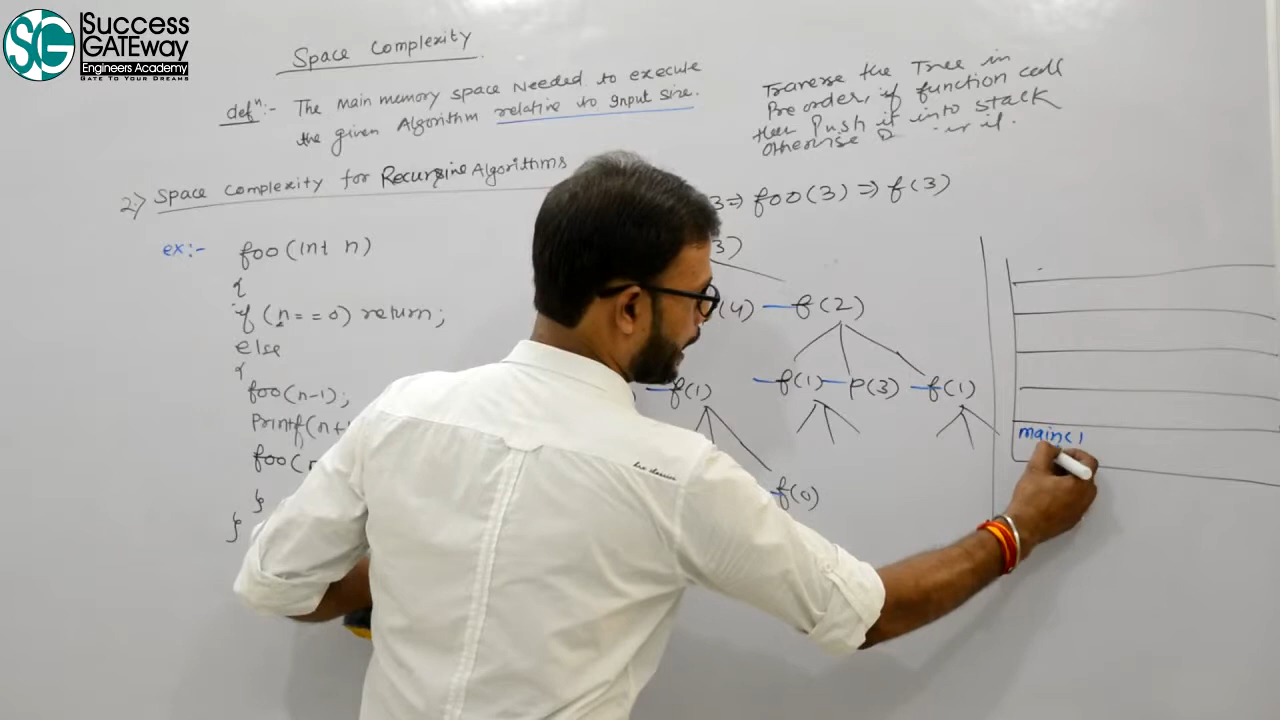 Success
GATEway
Engineers Academy
GATE TO YOUR DREAMS
SG
Space Complexity
defn:- The main memory space Needed to execute
the given Algorithm relative to Input size.
2) Space complexity for Recursive Algorithms
ex:- foo(int n)
{
if (n==0) return;
else
{
foo(n-1);
Printf(n+
foo(n
}
}
Traverse the Tree in
Preorder, if function call
then Push it into stack
otherwise it.
3 ⇒ foo(3) ⇒ f(3)
3)
(4) f(2)
f(1) f(1) P(3) f(1)
f(0)
main()